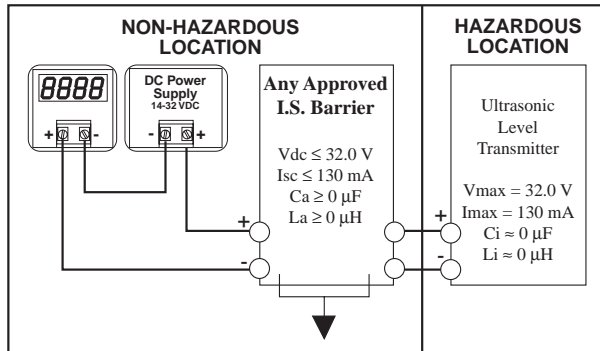 NON-HAZARDOUS
LOCATION
HAZARDOUS
LOCATION
8888
+ -
DC Power
Supply
14-32 VDC
- +
Any Approved
I.S. Barrier
Vdc ≤ 32.0 V
Isc ≤ 130 mA
Ca ≥ 0 µF
La ≥ 0 µH
+
-
Ultrasonic
Level
Transmitter
Vmax = 32.0 V
Imax = 130 mA
Ci ≈ 0 µF
Li ≈ 0 µH
+
-